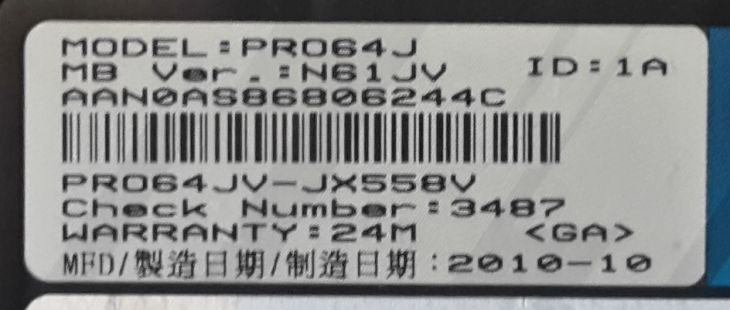 MODEL:PRO64J
MB Ver.:N61JV ID:1A
AAN0AS86806244C
PRO64JV-JX558V
Check Number:3487
WARRANTY:24M <GA>
MFD/製造日期/制造日期:2010-10